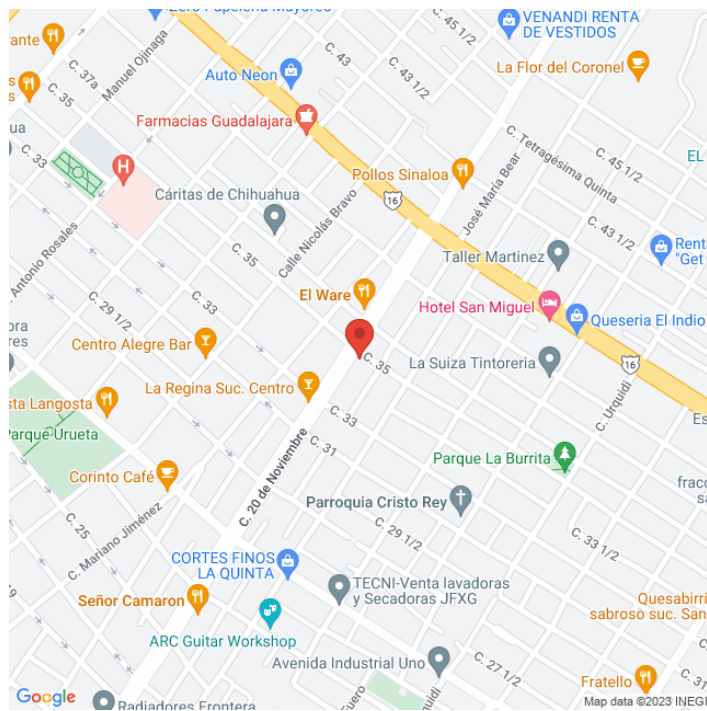 Zero Papelería Mayoreo
VENANDI RENTA
DE VESTIDOS
C. 45 1/2
C. 37a
Manuel Ojinaga
C. 43
C. 43 1/2
La Flor del Coronel
Auto Neon
C. 35
Farmacias Guadalajara
C. Tetragésima Quinta
C. 45 1/2
C. 33
H
EL
Pollos Sinaloa
José María Bear
Cáritas de Chihuahua
16
Calle Nicolás Bravo
C. 43 1/2
Antonio Rosales
C. 35
Taller Martinez
Renta
"Get
El Ware
C. 29 1/2
C. 33
Hotel San Miguel
Queseria El Indio
Centro Alegre Bar
C. 35
La Suiza Tintoreria
16
La Regina Suc. Centro
Langosta
C. 33
C. Urquidi
Parque Urueta
C. 31
Parque La Burrita
Corinto Café
C. 20 de Noviembre
Parroquia Cristo Rey
C. 25
C. Mariano Jiménez
C. 29 1/2
C. 33 1/2
CORTES FINOS
LA QUINTA
TECNI-Venta lavadoras
y Secadoras JFXG
Señor Camaron
sabroso suc. San
ARC Guitar Workshop
Avenida Industrial Uno
C. 27 1/2
Fratello
C. 31
Google
Radiadores Frontera
Map data ©2023 INEGI